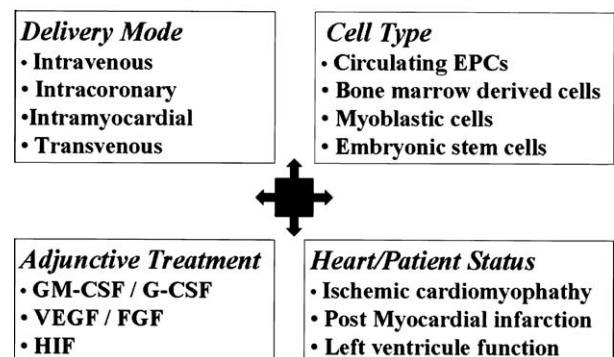 Delivery Mode
• Intravenous
• Intracoronary
•Intramyocardial
• Transvenous
Cell Type
• Circulating EPCs
• Bone marrow derived cells
• Myoblastic cells
• Embryonic stem cells
Adjunctive Treatment
• GM-CSF / G-CSF
• VEGF / FGF
• HIF
Heart/Patient Status
• Ischemic cardiomyophathy
• Post Myocardial infarction
• Left ventricule function